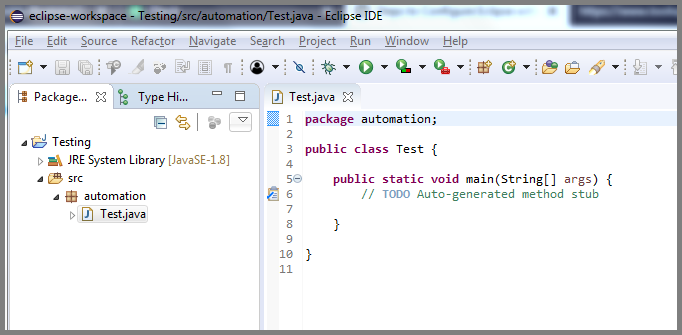 eclipse-workspace - Testing/src/automation/Test.java - Eclipse IDE
File Edit Source Refactor Navigate Search Project Run Window Help
Package... Type Hi... Test.java
Testing
JRE System Library [JavaSE-1.8]
src
automation
Test.java
1 package automation;
2
3 public class Test {
4
5 public static void main(String[] args) {
6 // TODO Auto-generated method stub
7
8 }
9
10 }
11